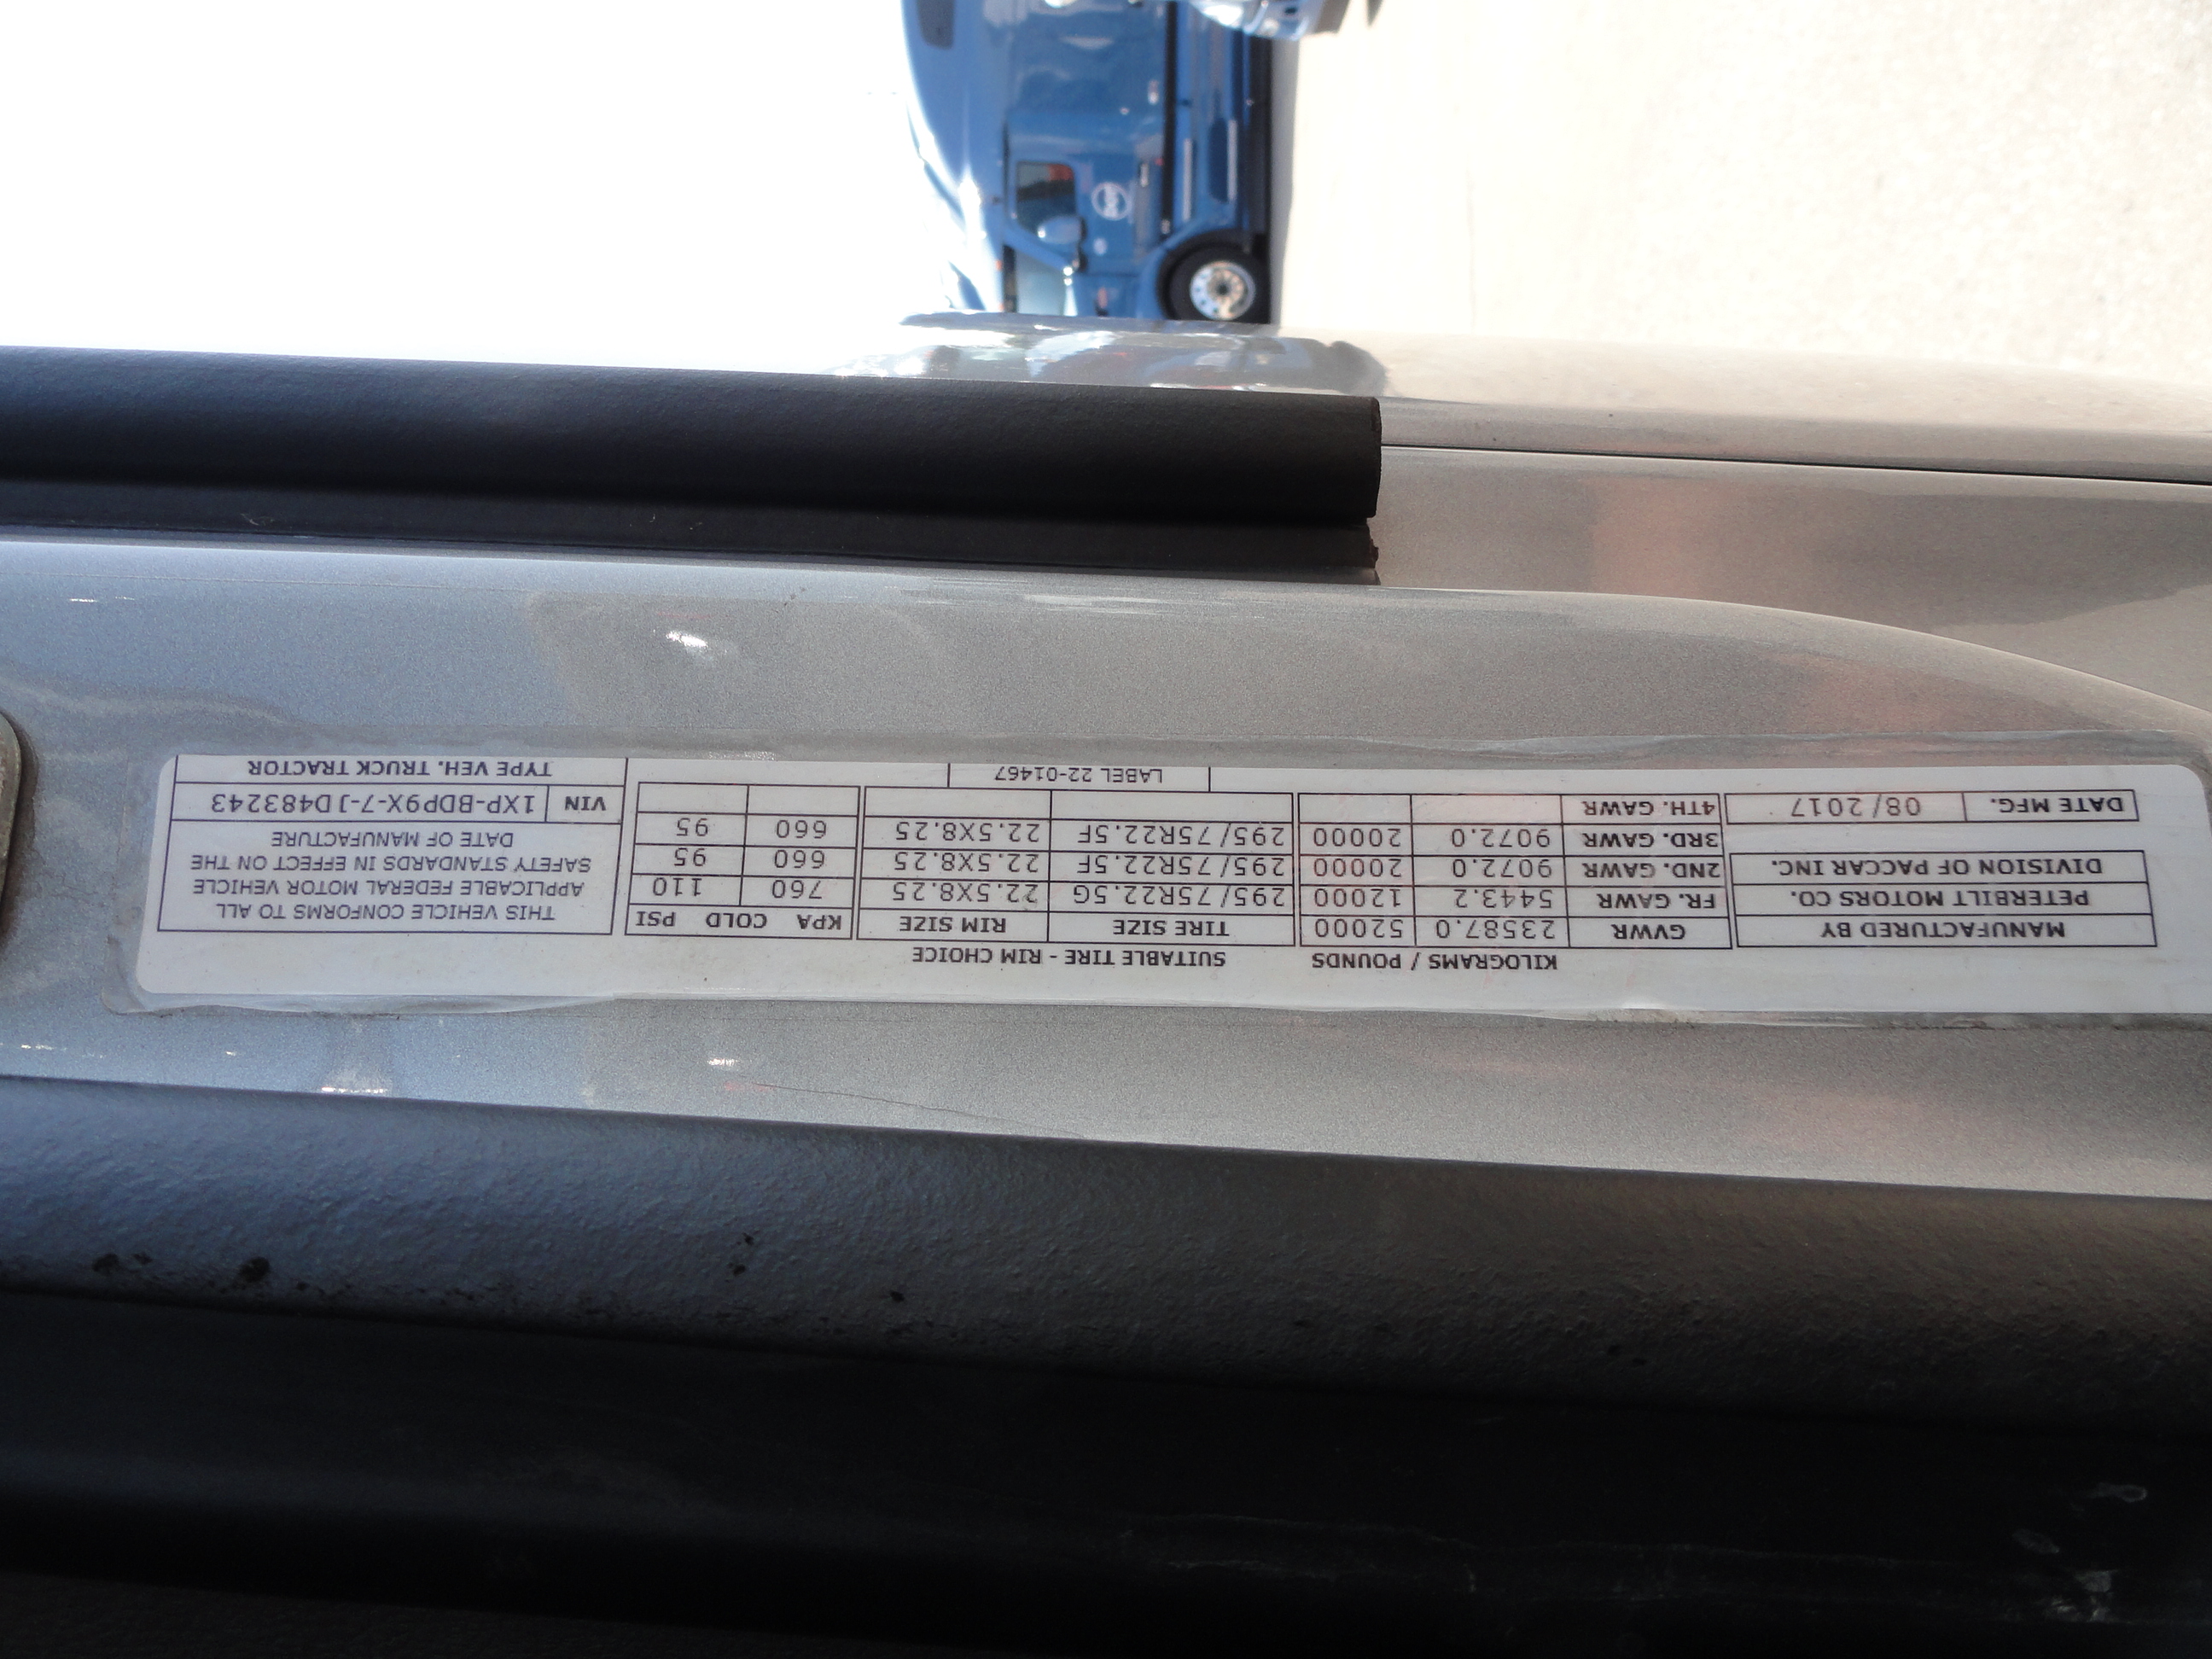 KILOGRAMS / POUNDS SUITABLE TIRE - RIM CHOICE
MANUFACTURED BY GVWR 23587.0 52000 TIRE SIZE RIM SIZE KPA COLD PSI THIS VEHICLE CONFORMS TO ALL
PETERBILT MOTORS CO. FR. GAWR 5443.2 12000 295/75R22.5G 22.5X8.25 760 110 APPLICABLE FEDERAL MOTOR VEHICLE
DIVISION OF PACCAR INC. 2ND. GAWR 9072.0 20000 295/75R22.5F 22.5X8.25 660 95 SAFETY STANDARDS IN EFFECT ON THE
3RD. GAWR 9072.0 20000 295/75R22.5F 22.5X8.25 660 95 DATE OF MANUFACTURE
DATE MFG. 08/2017 4TH. GAWR VIN 1XP-BDP9X-7-JD483243
LABEL 22-01467 TYPE VEH. TRUCK TRACTOR